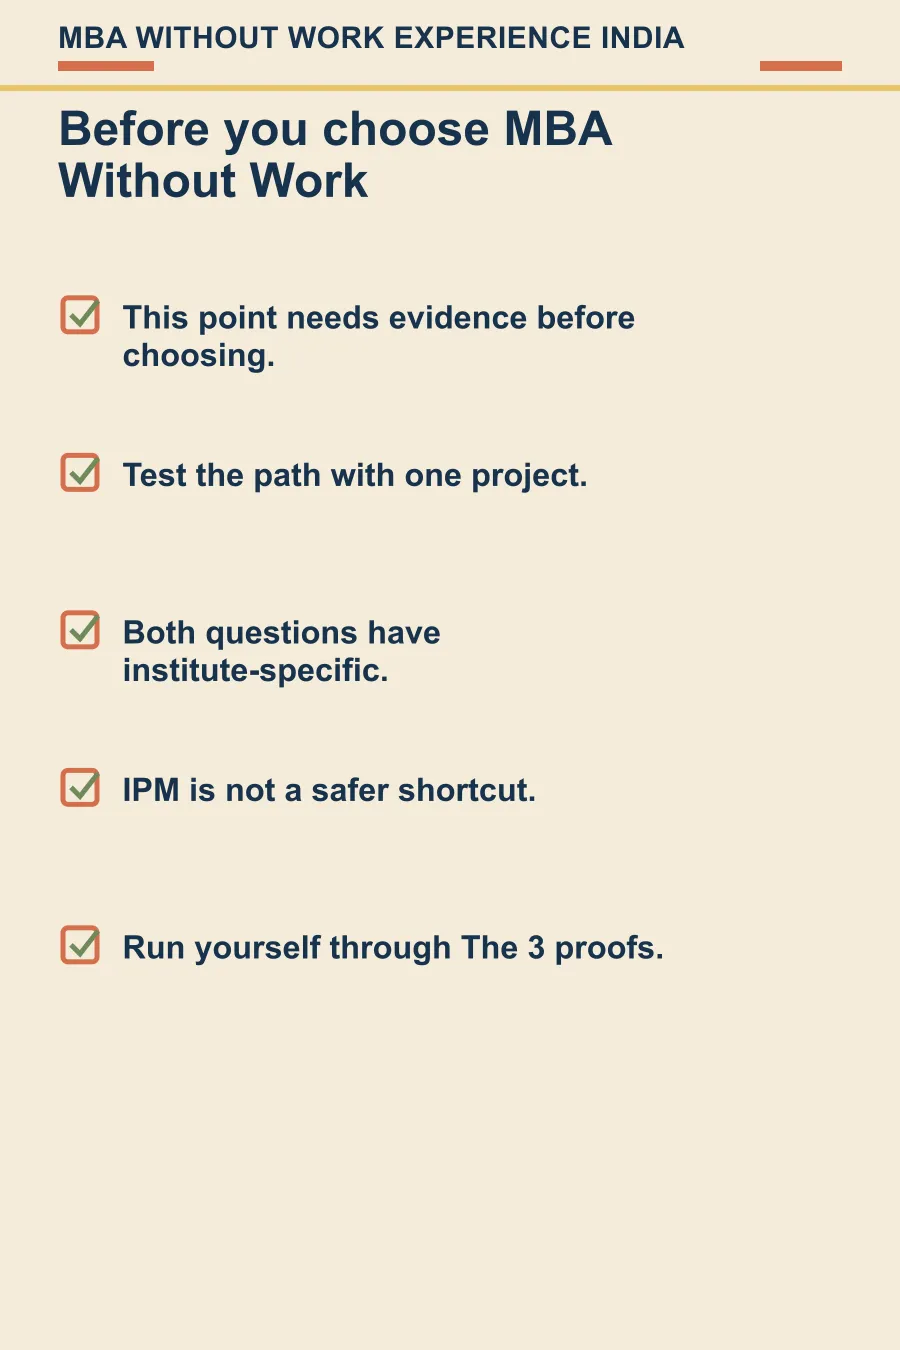 MBA WITHOUT WORK EXPERIENCE INDIA
Before you choose MBA
Without Work
This point needs evidence before
choosing.
Test the path with one project.
Both questions have
institute-specific.
IPM is not a safer shortcut.
Run yourself through The 3 proofs.